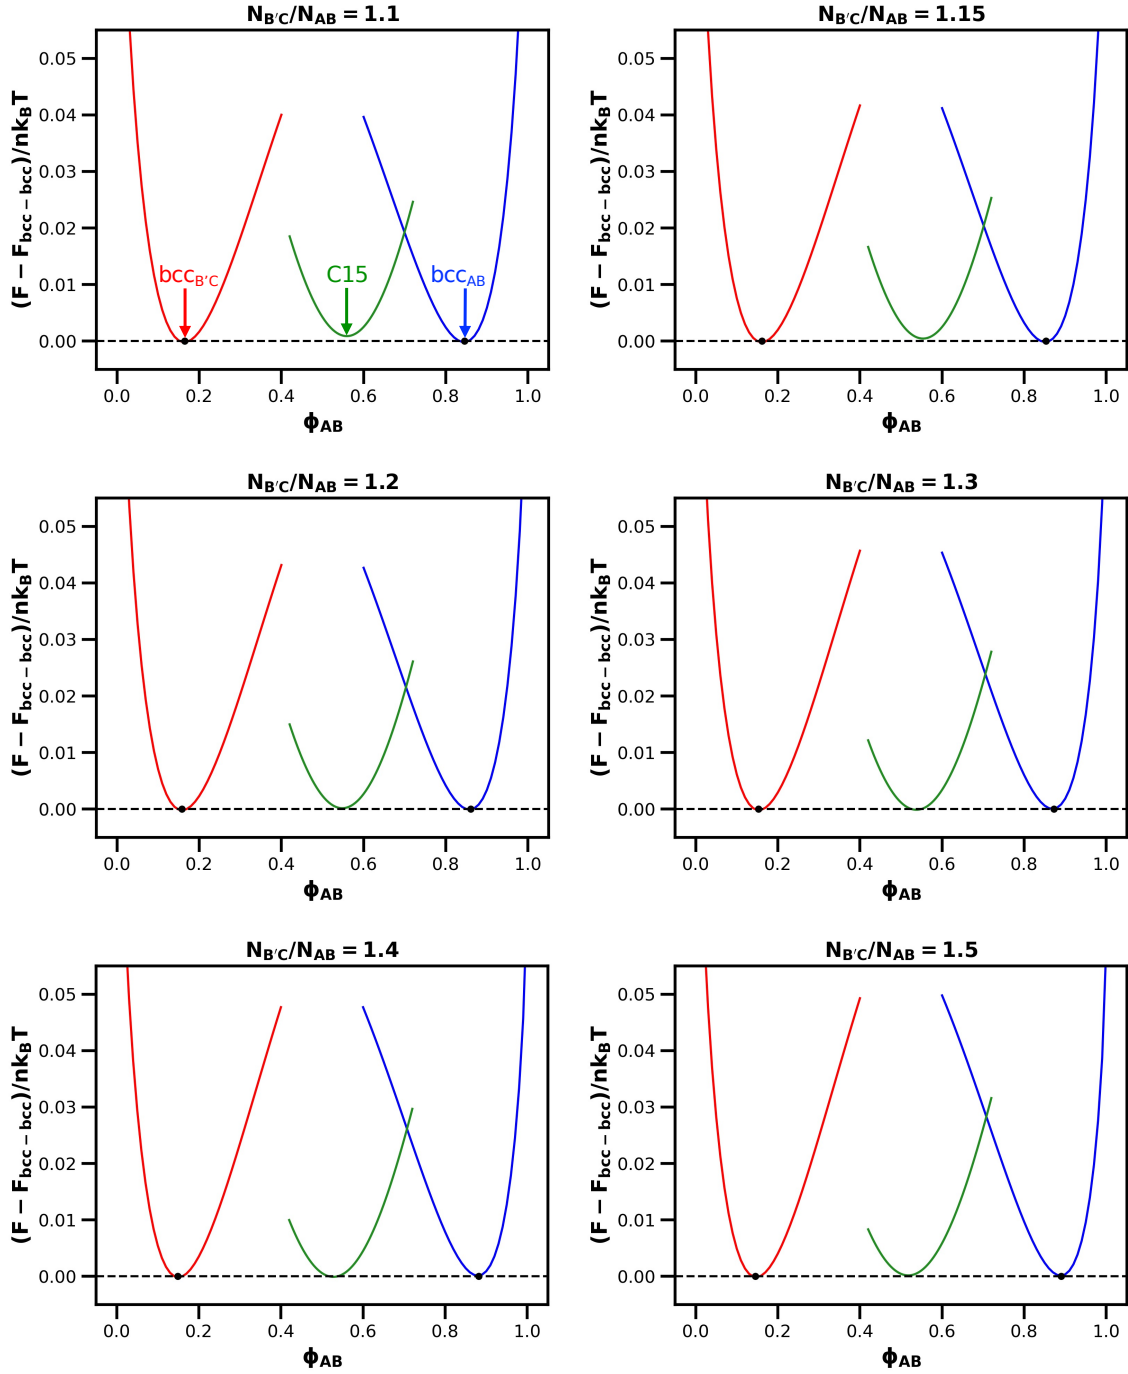 N_B′C/N_AB = 1.1
(F − F_bcc−bcc)/nk_BT
0.05
0.04
0.03
0.02
0.01
0.00
bcc_B′C
C15
bcc_AB
0.0 0.2 0.4 0.6 0.8 1.0
ϕ_AB
N_B′C/N_AB = 1.15
(F − F_bcc−bcc)/nk_BT
0.05
0.04
0.03
0.02
0.01
0.00
0.0 0.2 0.4 0.6 0.8 1.0
ϕ_AB
N_B′C/N_AB = 1.2
(F − F_bcc−bcc)/nk_BT
0.05
0.04
0.03
0.02
0.01
0.00
0.0 0.2 0.4 0.6 0.8 1.0
ϕ_AB
N_B′C/N_AB = 1.3
(F − F_bcc−bcc)/nk_BT
0.05
0.04
0.03
0.02
0.01
0.00
0.0 0.2 0.4 0.6 0.8 1.0
ϕ_AB
N_B′C/N_AB = 1.4
(F − F_bcc−bcc)/nk_BT
0.05
0.04
0.03
0.02
0.01
0.00
0.0 0.2 0.4 0.6 0.8 1.0
ϕ_AB
N_B′C/N_AB = 1.5
(F − F_bcc−bcc)/nk_BT
0.05
0.04
0.03
0.02
0.01
0.00
0.0 0.2 0.4 0.6 0.8 1.0
ϕ_AB